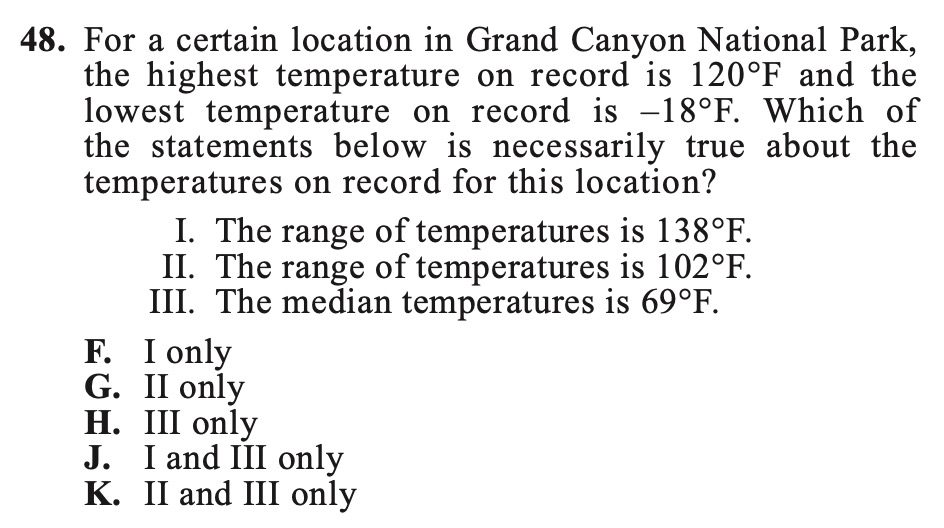 48. For a certain location in Grand Canyon National Park,
the highest temperature on record is 120°F and the
lowest temperature on record is –18°F. Which of
the statements below is necessarily true about the
temperatures on record for this location?
I. The range of temperatures is 138°F.
II. The range of temperatures is 102°F.
III. The median temperatures is 69°F.
F. I only
G. II only
H. III only
J. I and III only
K. II and III only